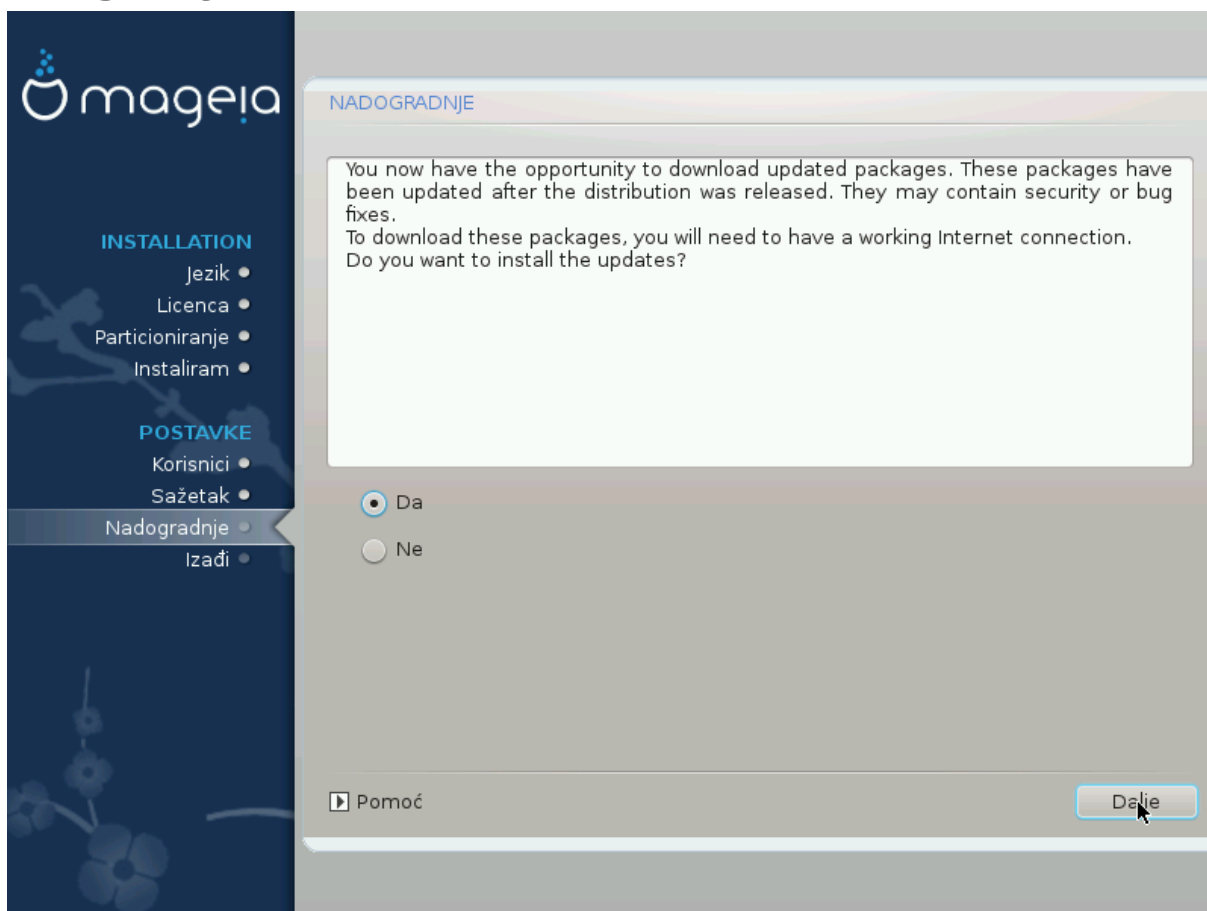 mageia
INSTALLATION
Jezik
Licenca
Particioniranje
Instaliram
POSTAVKE
Korisnici
Sažetak
Nadogradnje
Izađi
NADOGRADNJE
You now have the opportunity to download updated packages. These packages have
been updated after the distribution was released. They may contain security or bug
fixes.
To download these packages, you will need to have a working Internet connection.
Do you want to install the updates?
Da
Ne
Pomoć
Dalje